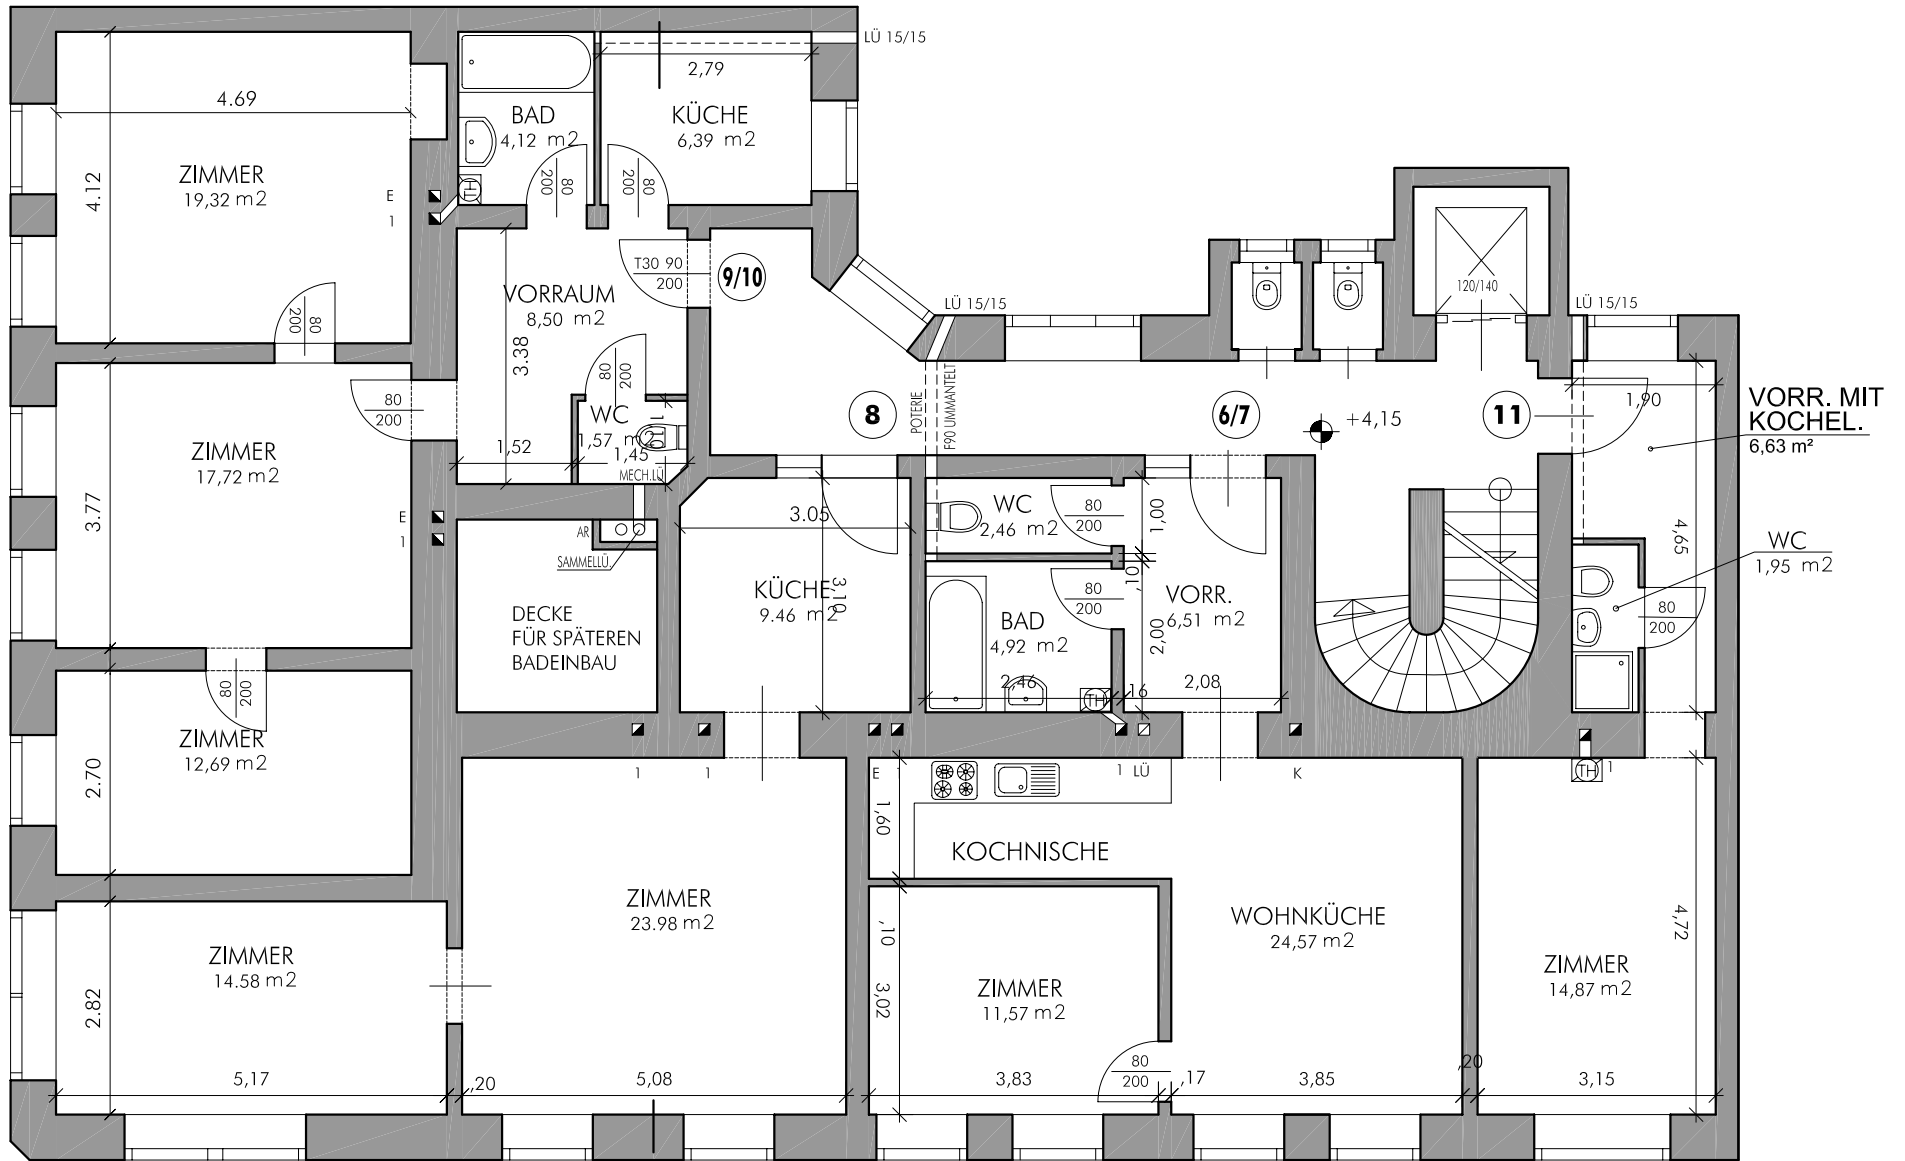 LÜ 15/15
2,79
4.69
BAD
4,12 m2
KÜCHE
6,39 m2
ZIMMER
19,32 m2
4.12
80
200
80
200
TH
E
1
T30 90
200
9/10
VORRAUM
8,50 m2
3.38
120/140
LÜ 15/15
LÜ 15/15
80
200
80
200
80
200
WC
1,57 m2
1,45
1,52
MECH.LÜ
8
POTERIE
F90 UMMANTELT
6/7
+4,15
11
1,90
VORR. MIT
KOCHEL.
6,63 m²
ZIMMER
17,72 m2
3.77
E
1
AR
SAMMELLÜ.
3.05
WC
2,46 m2
80
200
1,00
4,65
WC
1,95 m2
DECKE
FÜR SPÄTEREN
BADEINBAU
KÜCHE
9.46 m2
3,10
BAD
4,92 m2
80
200
,10
2,00
VORR.
6,51 m2
80
200
2,46
TH
16
2,08
80
200
ZIMMER
12,69 m2
2.70
1
1
E
1
1
LÜ
K
TH
1
1,60
KOCHNISCHE
ZIMMER
23.98 m2
WOHNKÜCHE
24,57 m2
4,72
ZIMMER
14.58 m2
2.82
,10
3,02
ZIMMER
11,57 m2
ZIMMER
14,87 m2
80
200
5,17
,20
5,08
3,83
,17
3,85
,20
3,15